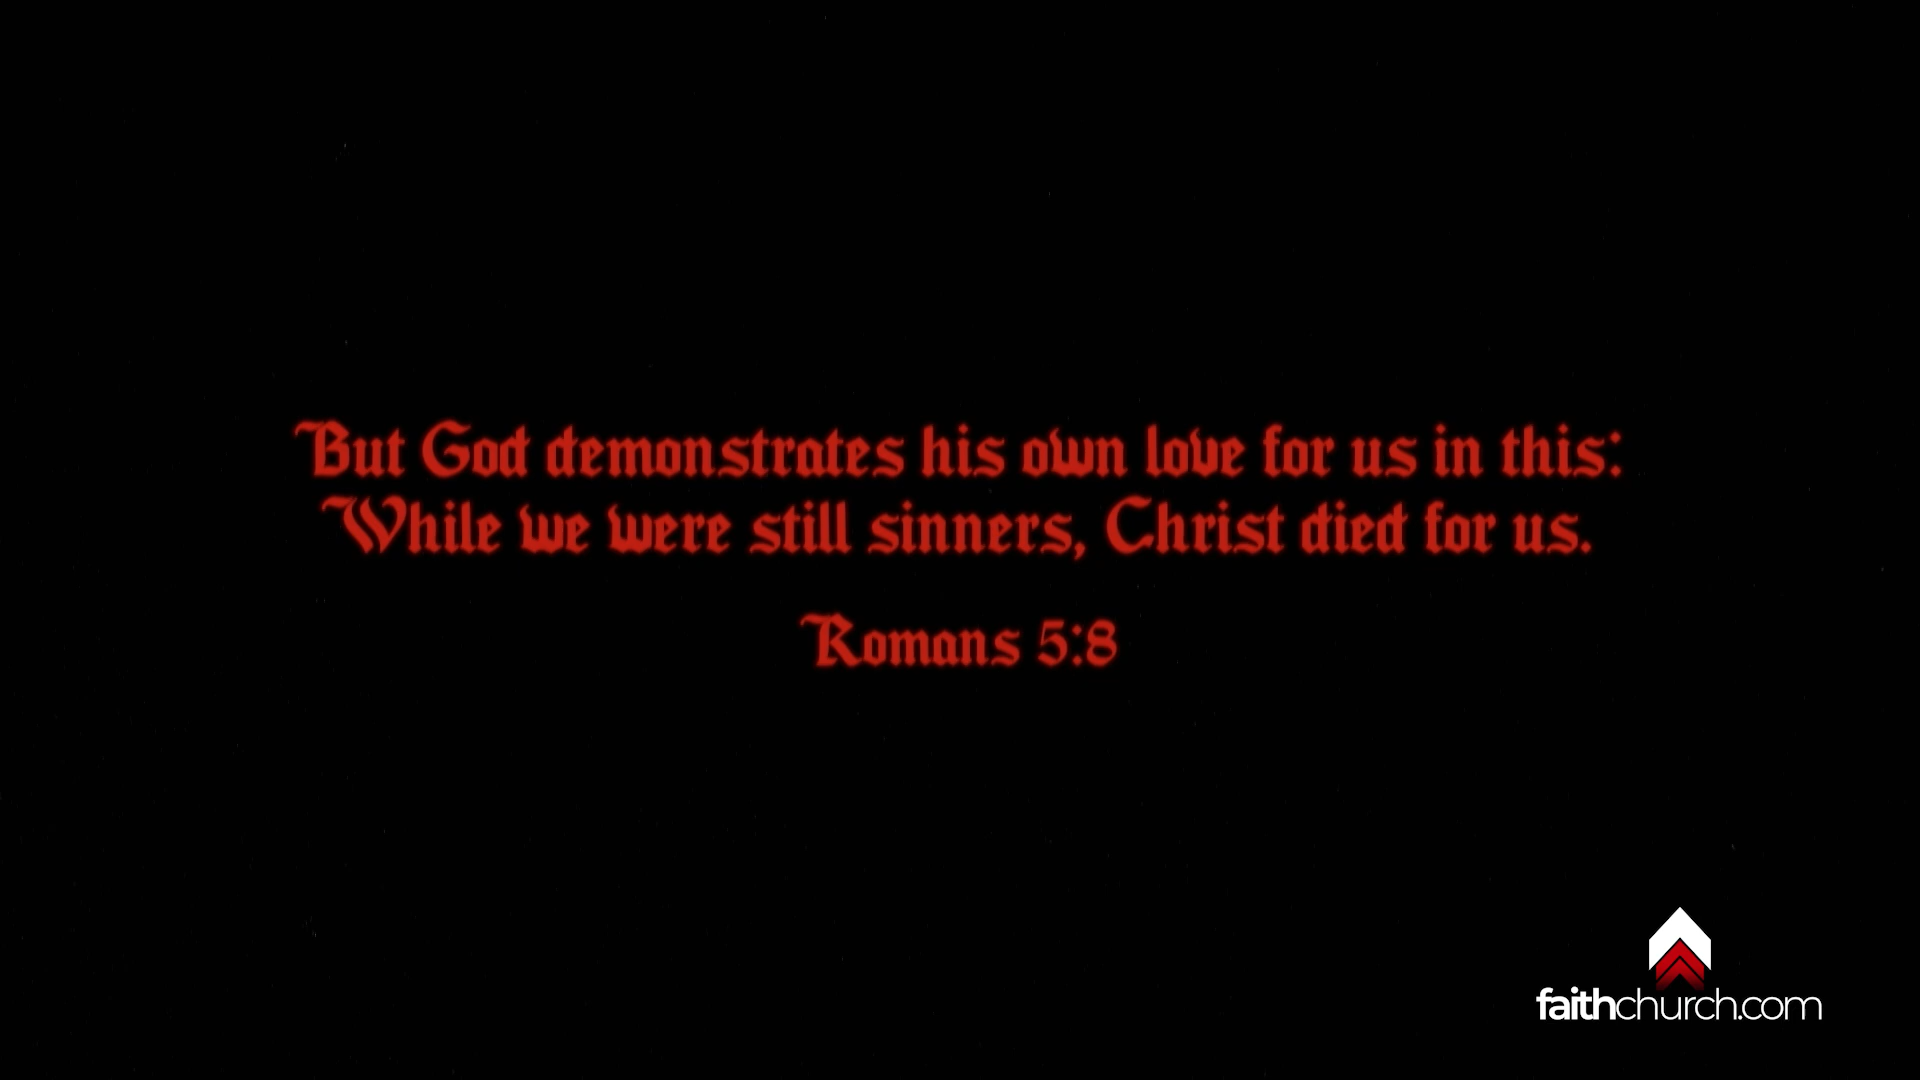 But God demonstrates his own love for us in this:
While we were still sinners, Christ died for us.
Romans 5:8
faithchurch.com